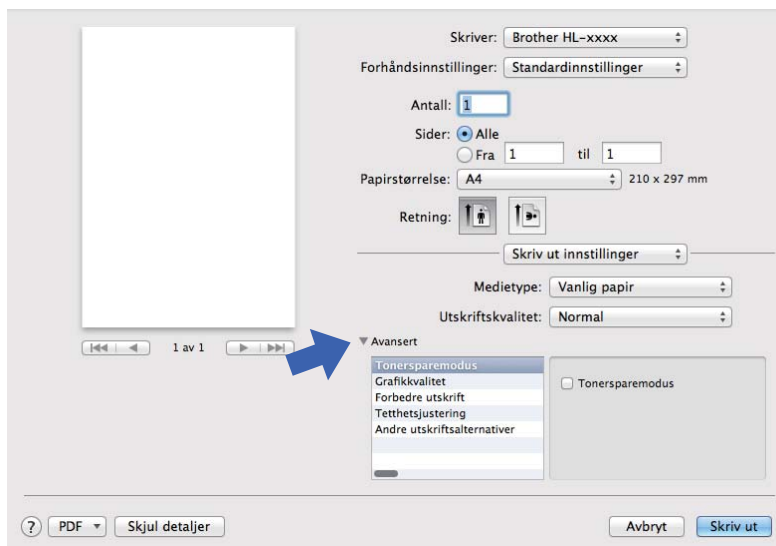 Skriver: Brother HL-xxxx
Forhåndsinnstillinger: Standardinnstillinger
Antall: 1
Sider: Alle
Fra 1 til 1
Papirstørrelse: A4 210 x 297 mm
Retning:
Skriv ut innstillinger
Medietype: Vanlig papir
Utskriftskvalitet: Normal
1 av 1
Avansert
Tonersparemodus
Grafikkvalitet
Forbedre utskrift
Tetthetsjustering
Andre utskriftsalternativer
Tonersparemodus
? PDF Skjul detaljer Avbryt Skriv ut